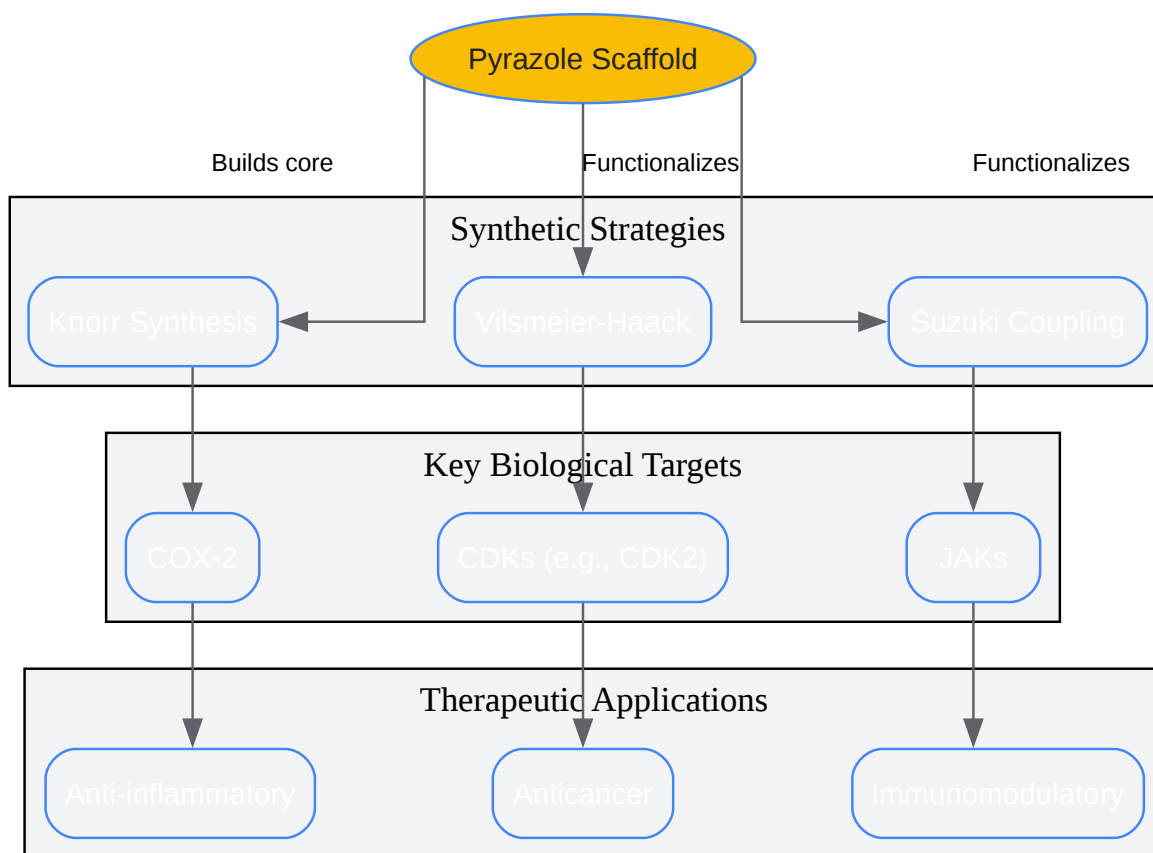 Pyrazole Scaffold
Builds core
Functionalizes
Functionalizes
Synthetic Strategies
Knorr Synthesis
Vilsmeier-Haack
Suzuki Coupling
Key Biological Targets
COX-2
CDKs (e.g., CDK2)
JAKs
Therapeutic Applications
Anti-inflammatory
Anticancer
Immunomodulatory